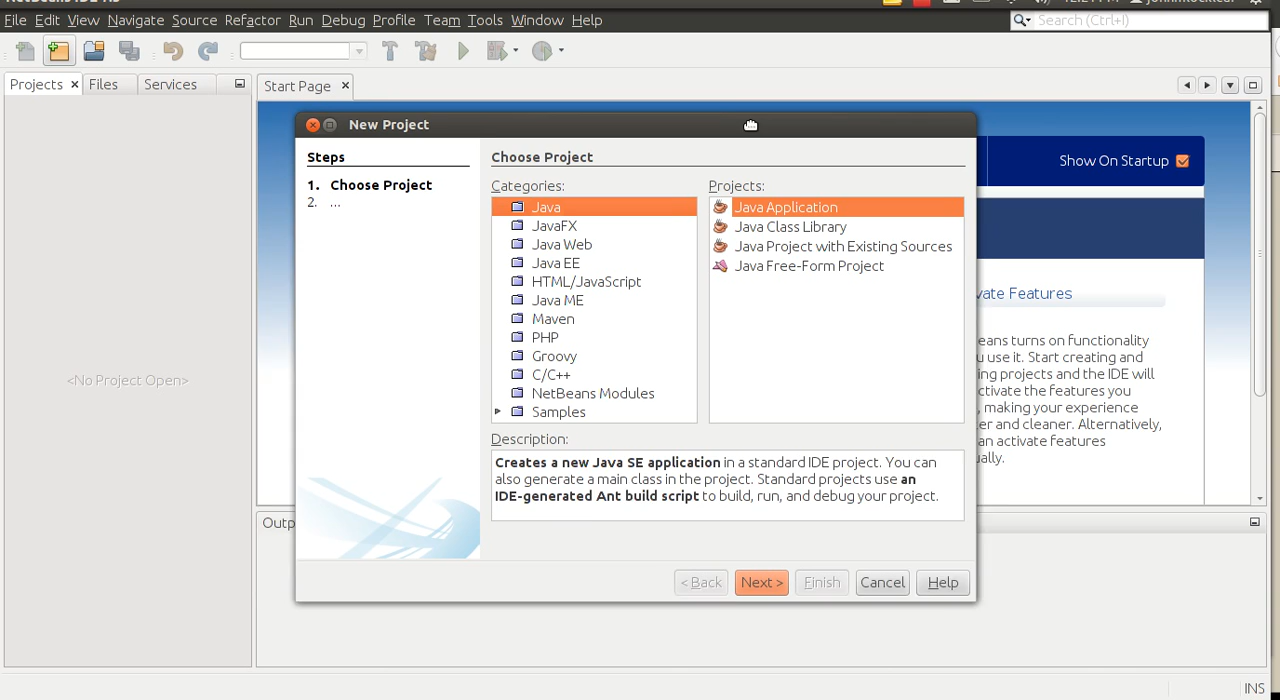 File Edit View Navigate Source Refactor Run Debug Profile Team Tools Window Help
Search (Ctrl+I)
Projects Files Services
Start Page
New Project
Show On Startup
Steps
1. Choose Project
2. ...
Choose Project
Categories:
Java
JavaFX
Java Web
Java EE
HTML/JavaScript
Java ME
Maven
PHP
Groovy
C/C++
NetBeans Modules
Samples
Projects:
Java Application
Java Class Library
Java Project with Existing Sources
Java Free-Form Project
Description:
Creates a new Java SE application in a standard IDE project. You can
also generate a main class in the project. Standard projects use an
IDE-generated Ant build script to build, run, and debug your project.
< Back Next > Finish Cancel Help
<No Project Open>
vate Features
eans turns on functionality
u use it. Start creating and
ing projects and the IDE will
ctivate the features you
, making your experience
er and cleaner. Alternatively,
an activate features
ually.
Outp
INS